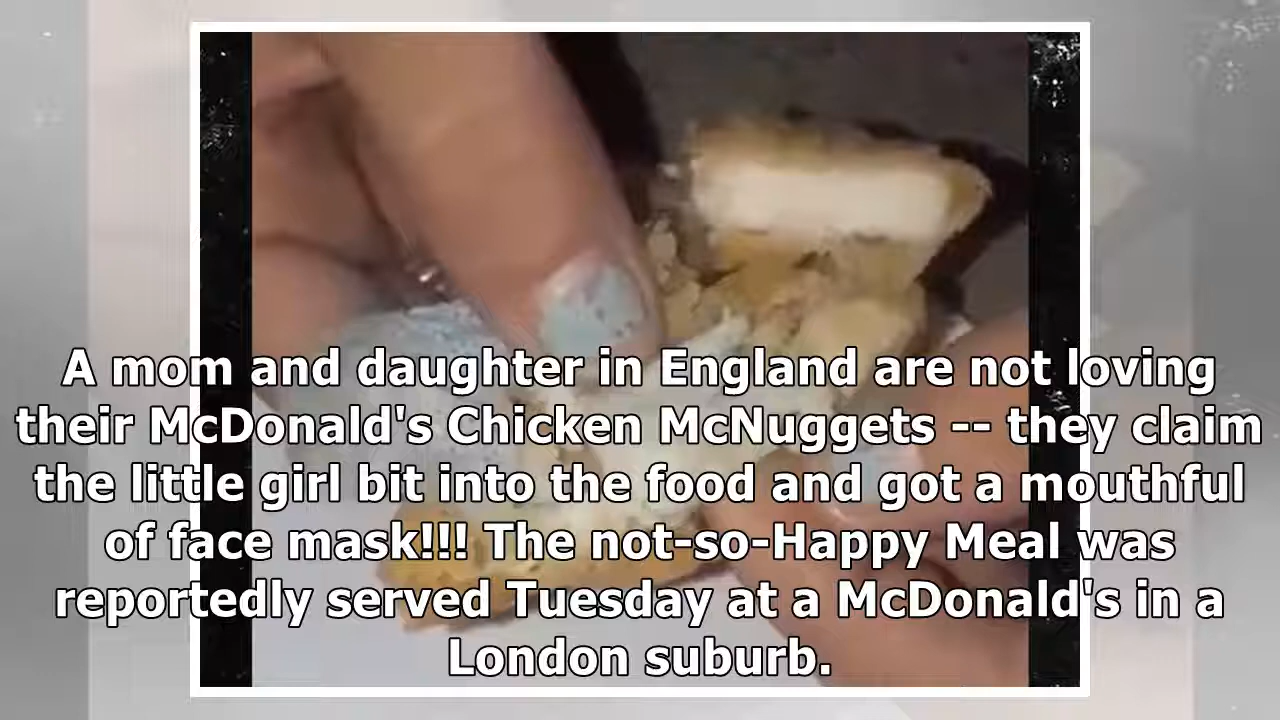 A mom and daughter in England are not loving
their McDonald's Chicken McNuggets -- they claim
the little girl bit into the food and got a mouthful
of face mask!!! The not-so-Happy Meal was
reportedly served Tuesday at a McDonald's in a
London suburb.